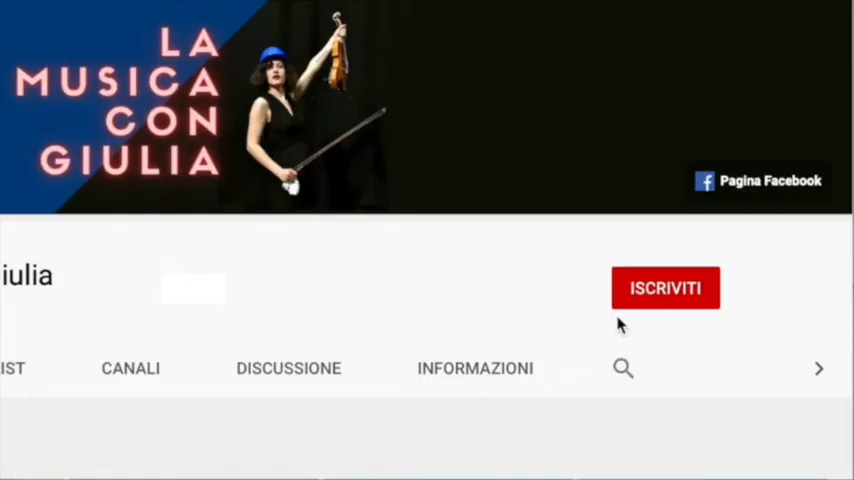 LA
MUSICA
CON
GIULIA
Pagina Facebook
iulia
ISCRIVITI
IST CANALI DISCUSSIONE INFORMAZIONI